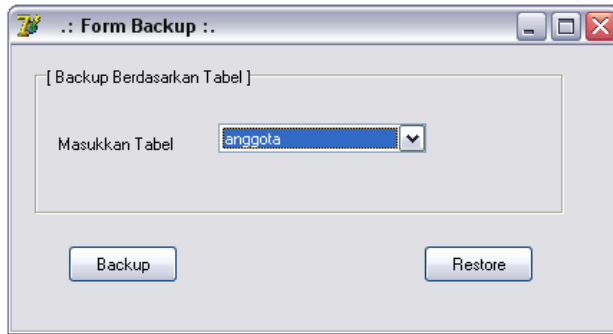 .: Form Backup :.
[ Backup Berdasarkan Tabel ]
Masukkan Tabel anggota
Backup Restore